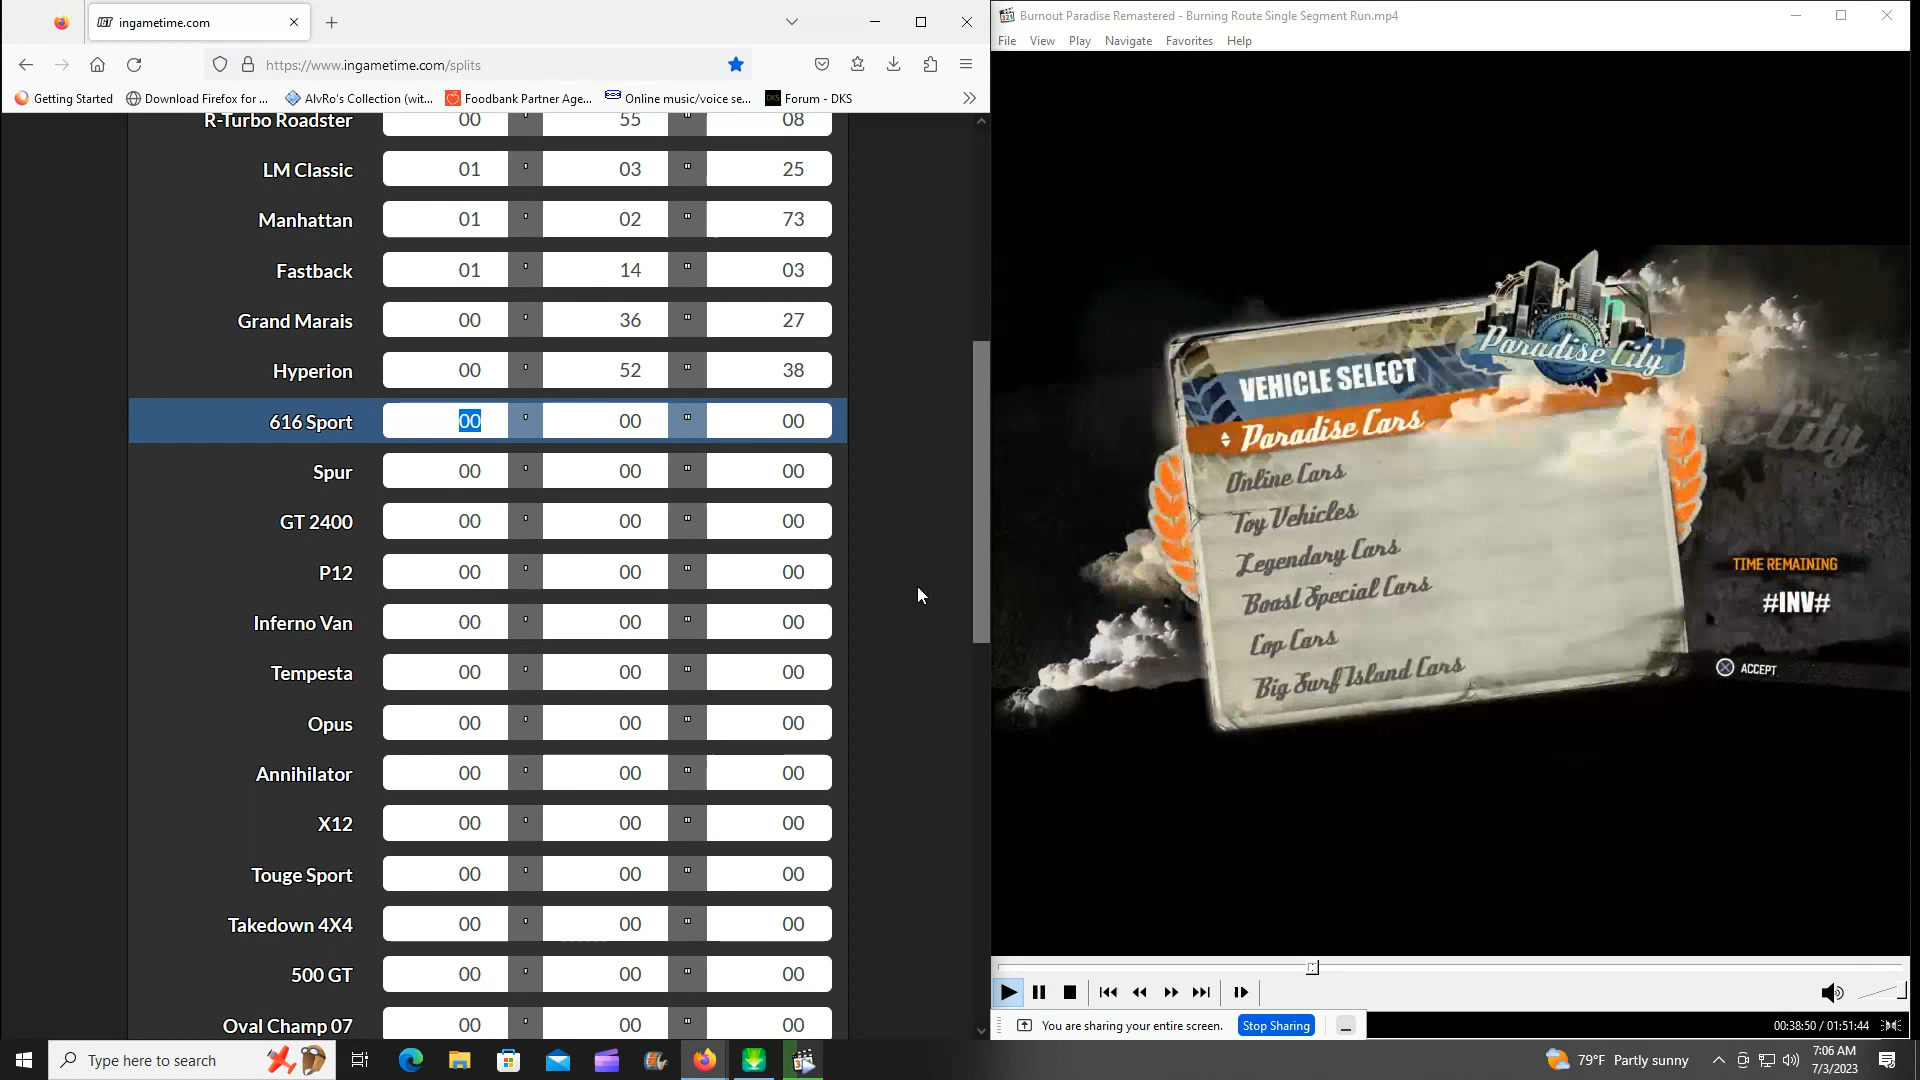 ingametime.com
https://www.ingametime.com/splits
Getting Started
Download Firefox for ...
AlvRo's Collection (wit...
Foodbank Partner Age...
Online music/voice se...
Forum - DKS
R-Turbo Roadster 00 ' 55 " 08
LM Classic 01 ' 03 " 25
Manhattan 01 ' 02 " 73
Fastback 01 ' 14 " 03
Grand Marais 00 ' 36 " 27
Hyperion 00 ' 52 " 38
616 Sport 00 ' 00 " 00
Spur 00 ' 00 " 00
GT 2400 00 ' 00 " 00
P12 00 ' 00 " 00
Inferno Van 00 ' 00 " 00
Tempesta 00 ' 00 " 00
Opus 00 ' 00 " 00
Annihilator 00 ' 00 " 00
X12 00 ' 00 " 00
Touge Sport 00 ' 00 " 00
Takedown 4X4 00 ' 00 " 00
500 GT 00 ' 00 " 00
Oval Champ 07 00 00 00
Burnout Paradise Remastered - Burning Route Single Segment Run.mp4
File View Play Navigate Favorites Help
Paradise City
VEHICLE SELECT
Paradise Cars
Online Cars
Toy Vehicles
Legendary Cars
Boost Special Cars
Cop Cars
Big Surf Island Cars
TIME REMAINING
#INV#
ACCEPT
You are sharing your entire screen. Stop Sharing
00:38:50 / 01:51:44
Type here to search
79°F Partly sunny
7:06 AM
7/3/2023